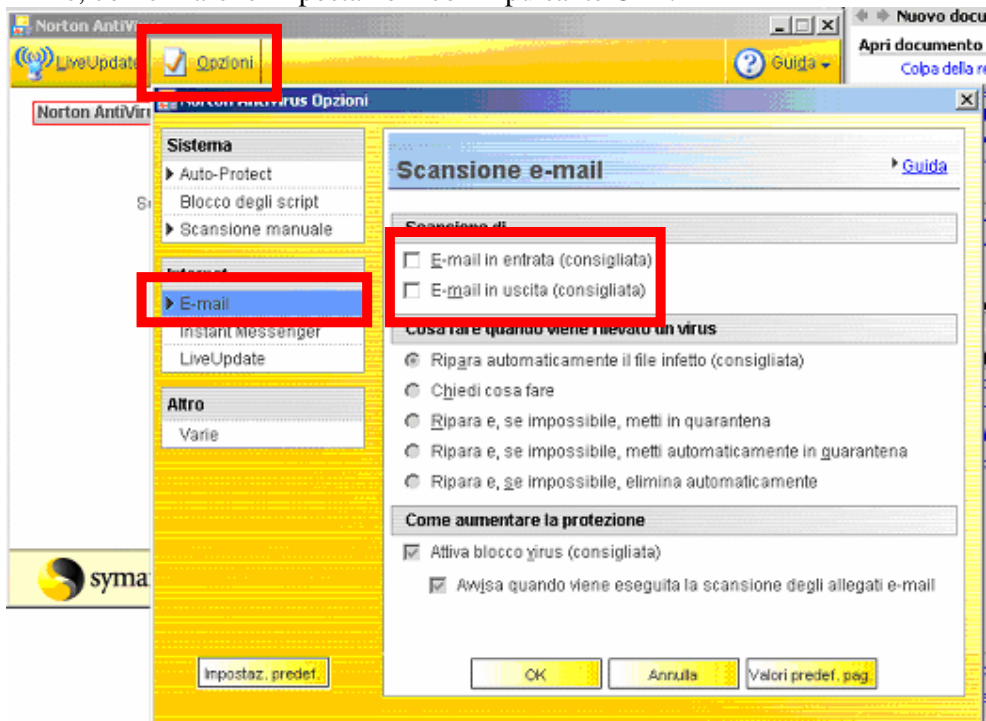 Norton AntiVirus
Nuovo docu
Apri documento
Colpa della re
LiveUpdate
Opzioni
Guida
Norton AntiVirus Opzioni
Norton AntiViru
Sistema
Auto-Protect
Blocco degli script
Scansione manuale
Internet
E-mail
Instant Messenger
LiveUpdate
Altro
Varie
Scansione e-mail
Guida
Scansione di
E-mail in entrata (consigliata)
E-mail in uscita (consigliata)
Cosa fare quando viene rilevato un virus
Ripara automaticamente il file infetto (consigliata)
Chiedi cosa fare
Ripara e, se impossibile, metti in quarantena
Ripara e, se impossibile, metti automaticamente in quarantena
Ripara e, se impossibile, elimina automaticamente
Come aumentare la protezione
Attiva blocco virus (consigliata)
Avvisa quando viene eseguita la scansione degli allegati e-mail
syma
Impostaz. predef.
OK
Annulla
Valori predef. pag.